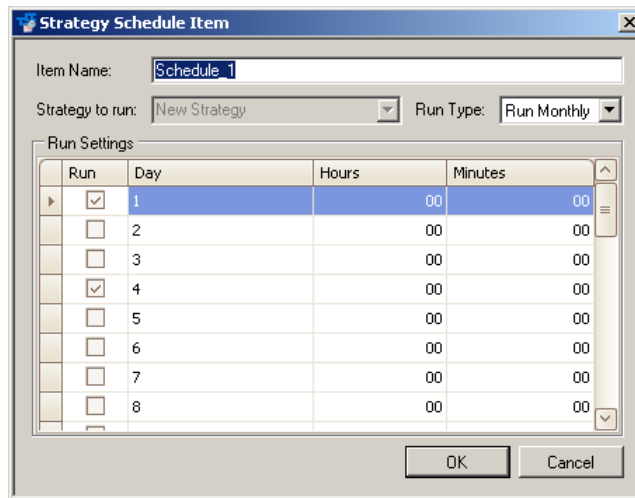 Strategy Schedule Item
Item Name: Schedule_1
Strategy to run: New Strategy Run Type: Run Monthly
Run Settings
Run Day Hours Minutes
1 00 00
2 00 00
3 00 00
4 00 00
5 00 00
6 00 00
7 00 00
8 00 00
OK Cancel